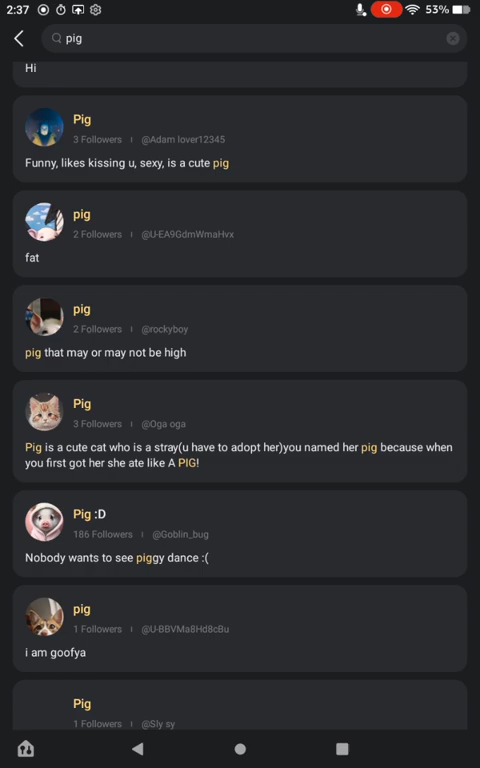 2:37
53%
pig
Hi
Pig
3 Followers I @Adam lover12345
Funny, likes kissing u, sexy, is a cute pig
pig
2 Followers I @U-EA9GdmWmaHvx
fat
pig
2 Followers I @rockyboy
pig that may or may not be high
Pig
3 Followers I @Oga oga
Pig is a cute cat who is a stray(u have to adopt her)you named her pig because when
you first got her she ate like A PIG!
Pig :D
186 Followers I @Goblin_bug
Nobody wants to see piggy dance :(
pig
1 Followers I @U-BBVMa8Hd8cBu
i am goofya
Pig
1 Followers I @Sly sy